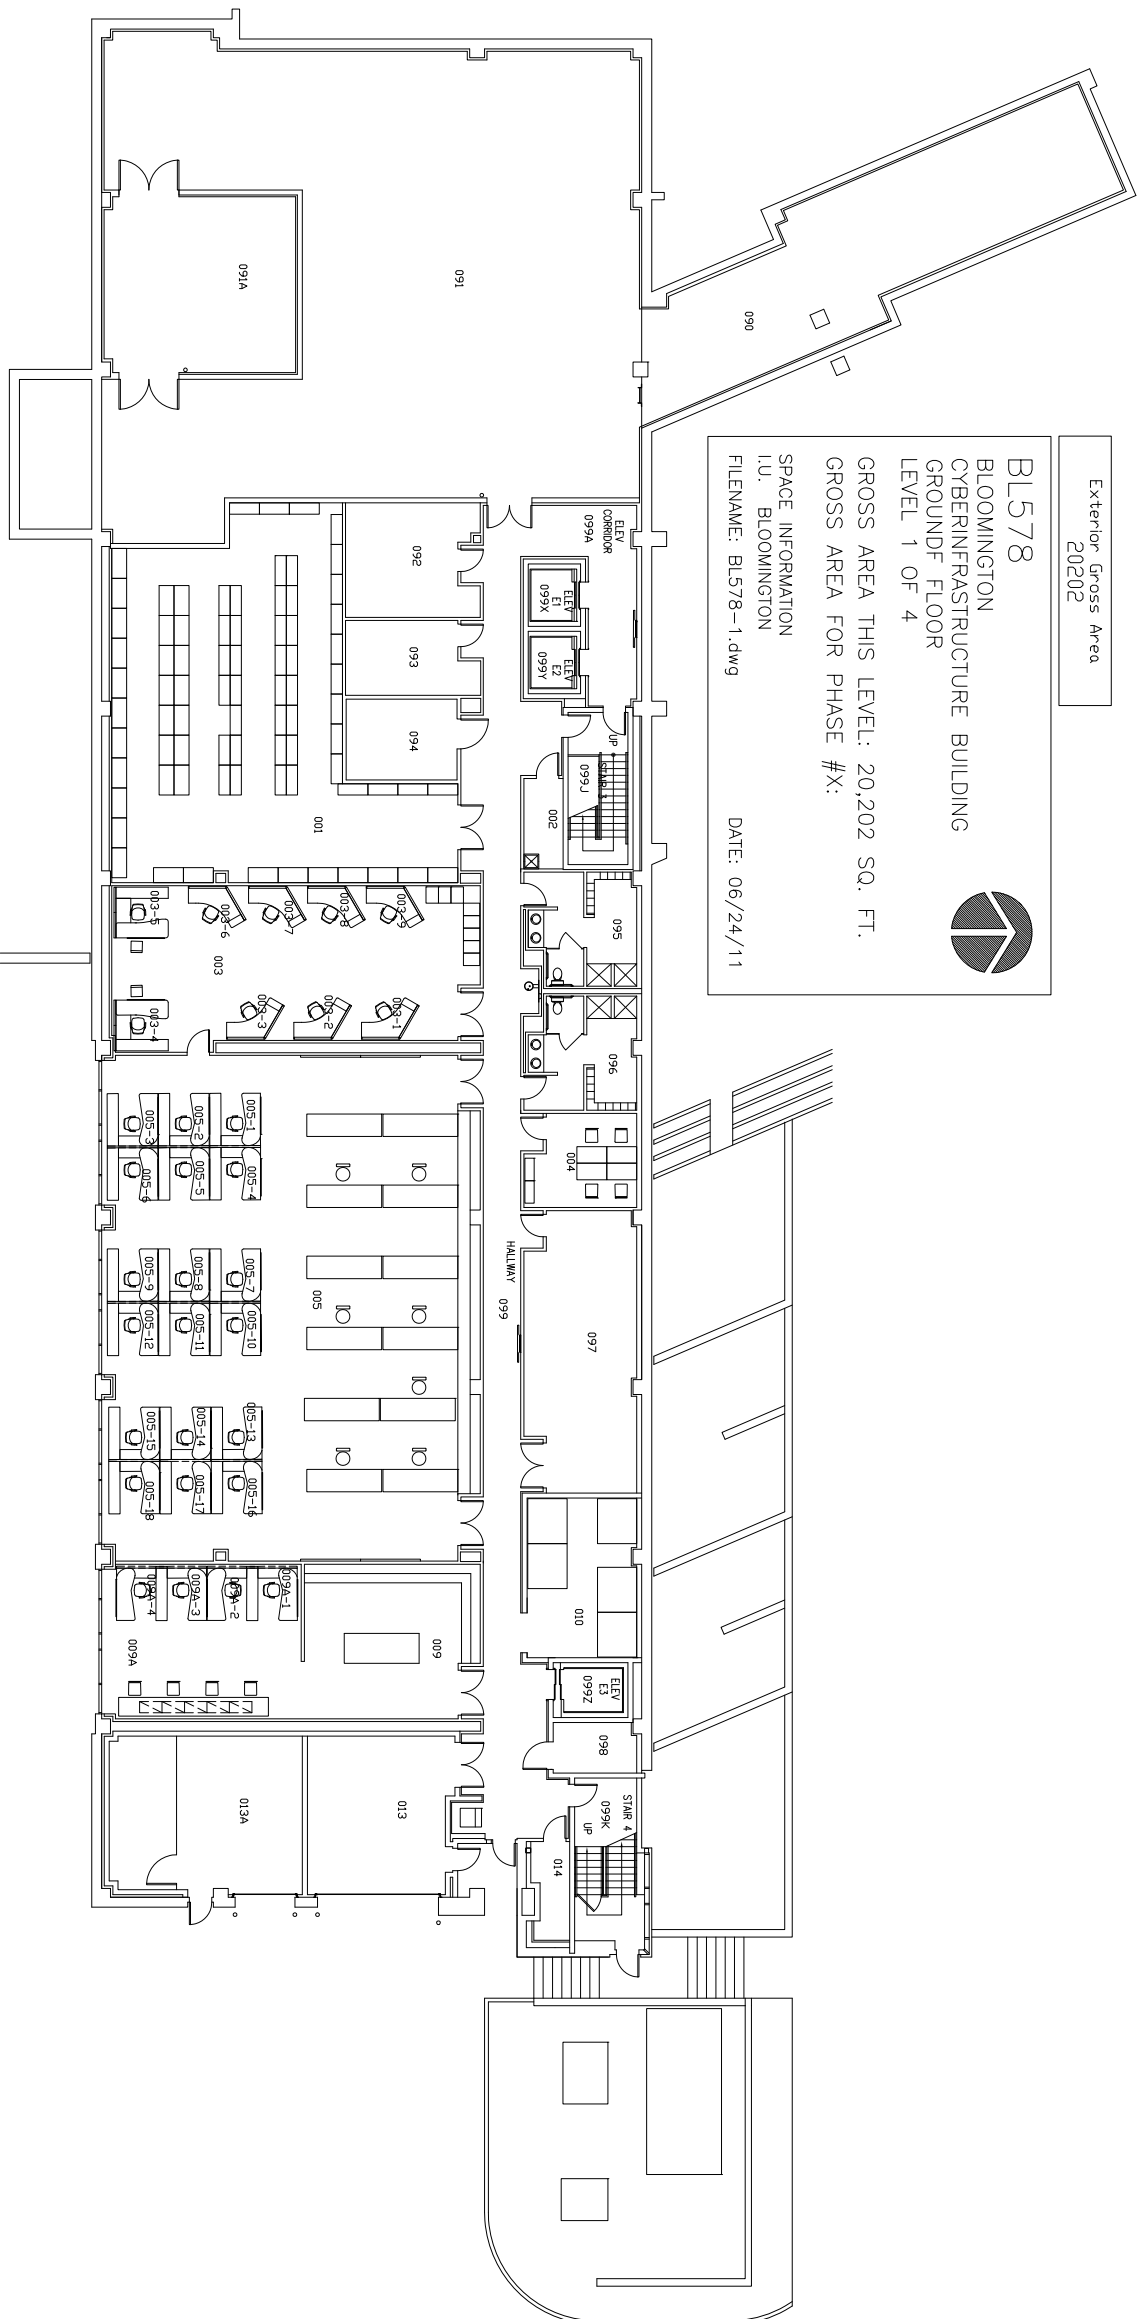 Exterior Gross Area
20202
BL578
BLOOMINGTON
CYBERINFRASTRUCTURE BUILDING
GROUNDF FLOOR
LEVEL 1 OF 4
GROSS AREA THIS LEVEL: 20,202 SQ. FT.
GROSS AREA FOR PHASE #X:
SPACE INFORMATION
I.U. BLOOMINGTON
FILENAME: BL578-1.dwg
DATE: 06/24/11
090
091
091A
ELEV
CORRIDOR
099A
ELEV
E1
099X
ELEV
E2
099Y
UP
STAIR 3
099J
002
092
093
094
001
095
096
004
003-5
003-6
003-7
003-8
003-9
003
003-4
003-3
003-2
003-1
HALLWAY
099
097
005-1
005-2
005-3
005-4
005-5
005-6
005
005-7
005-8
005-9
005-10
005-11
005-12
005-13
005-14
005-15
005-16
005-17
005-18
010
009
009A-1
009A-2
009A-3
009A-4
009A
ELEV
E3
099Z
098
STAIR 4
099K
UP
014
013
013A